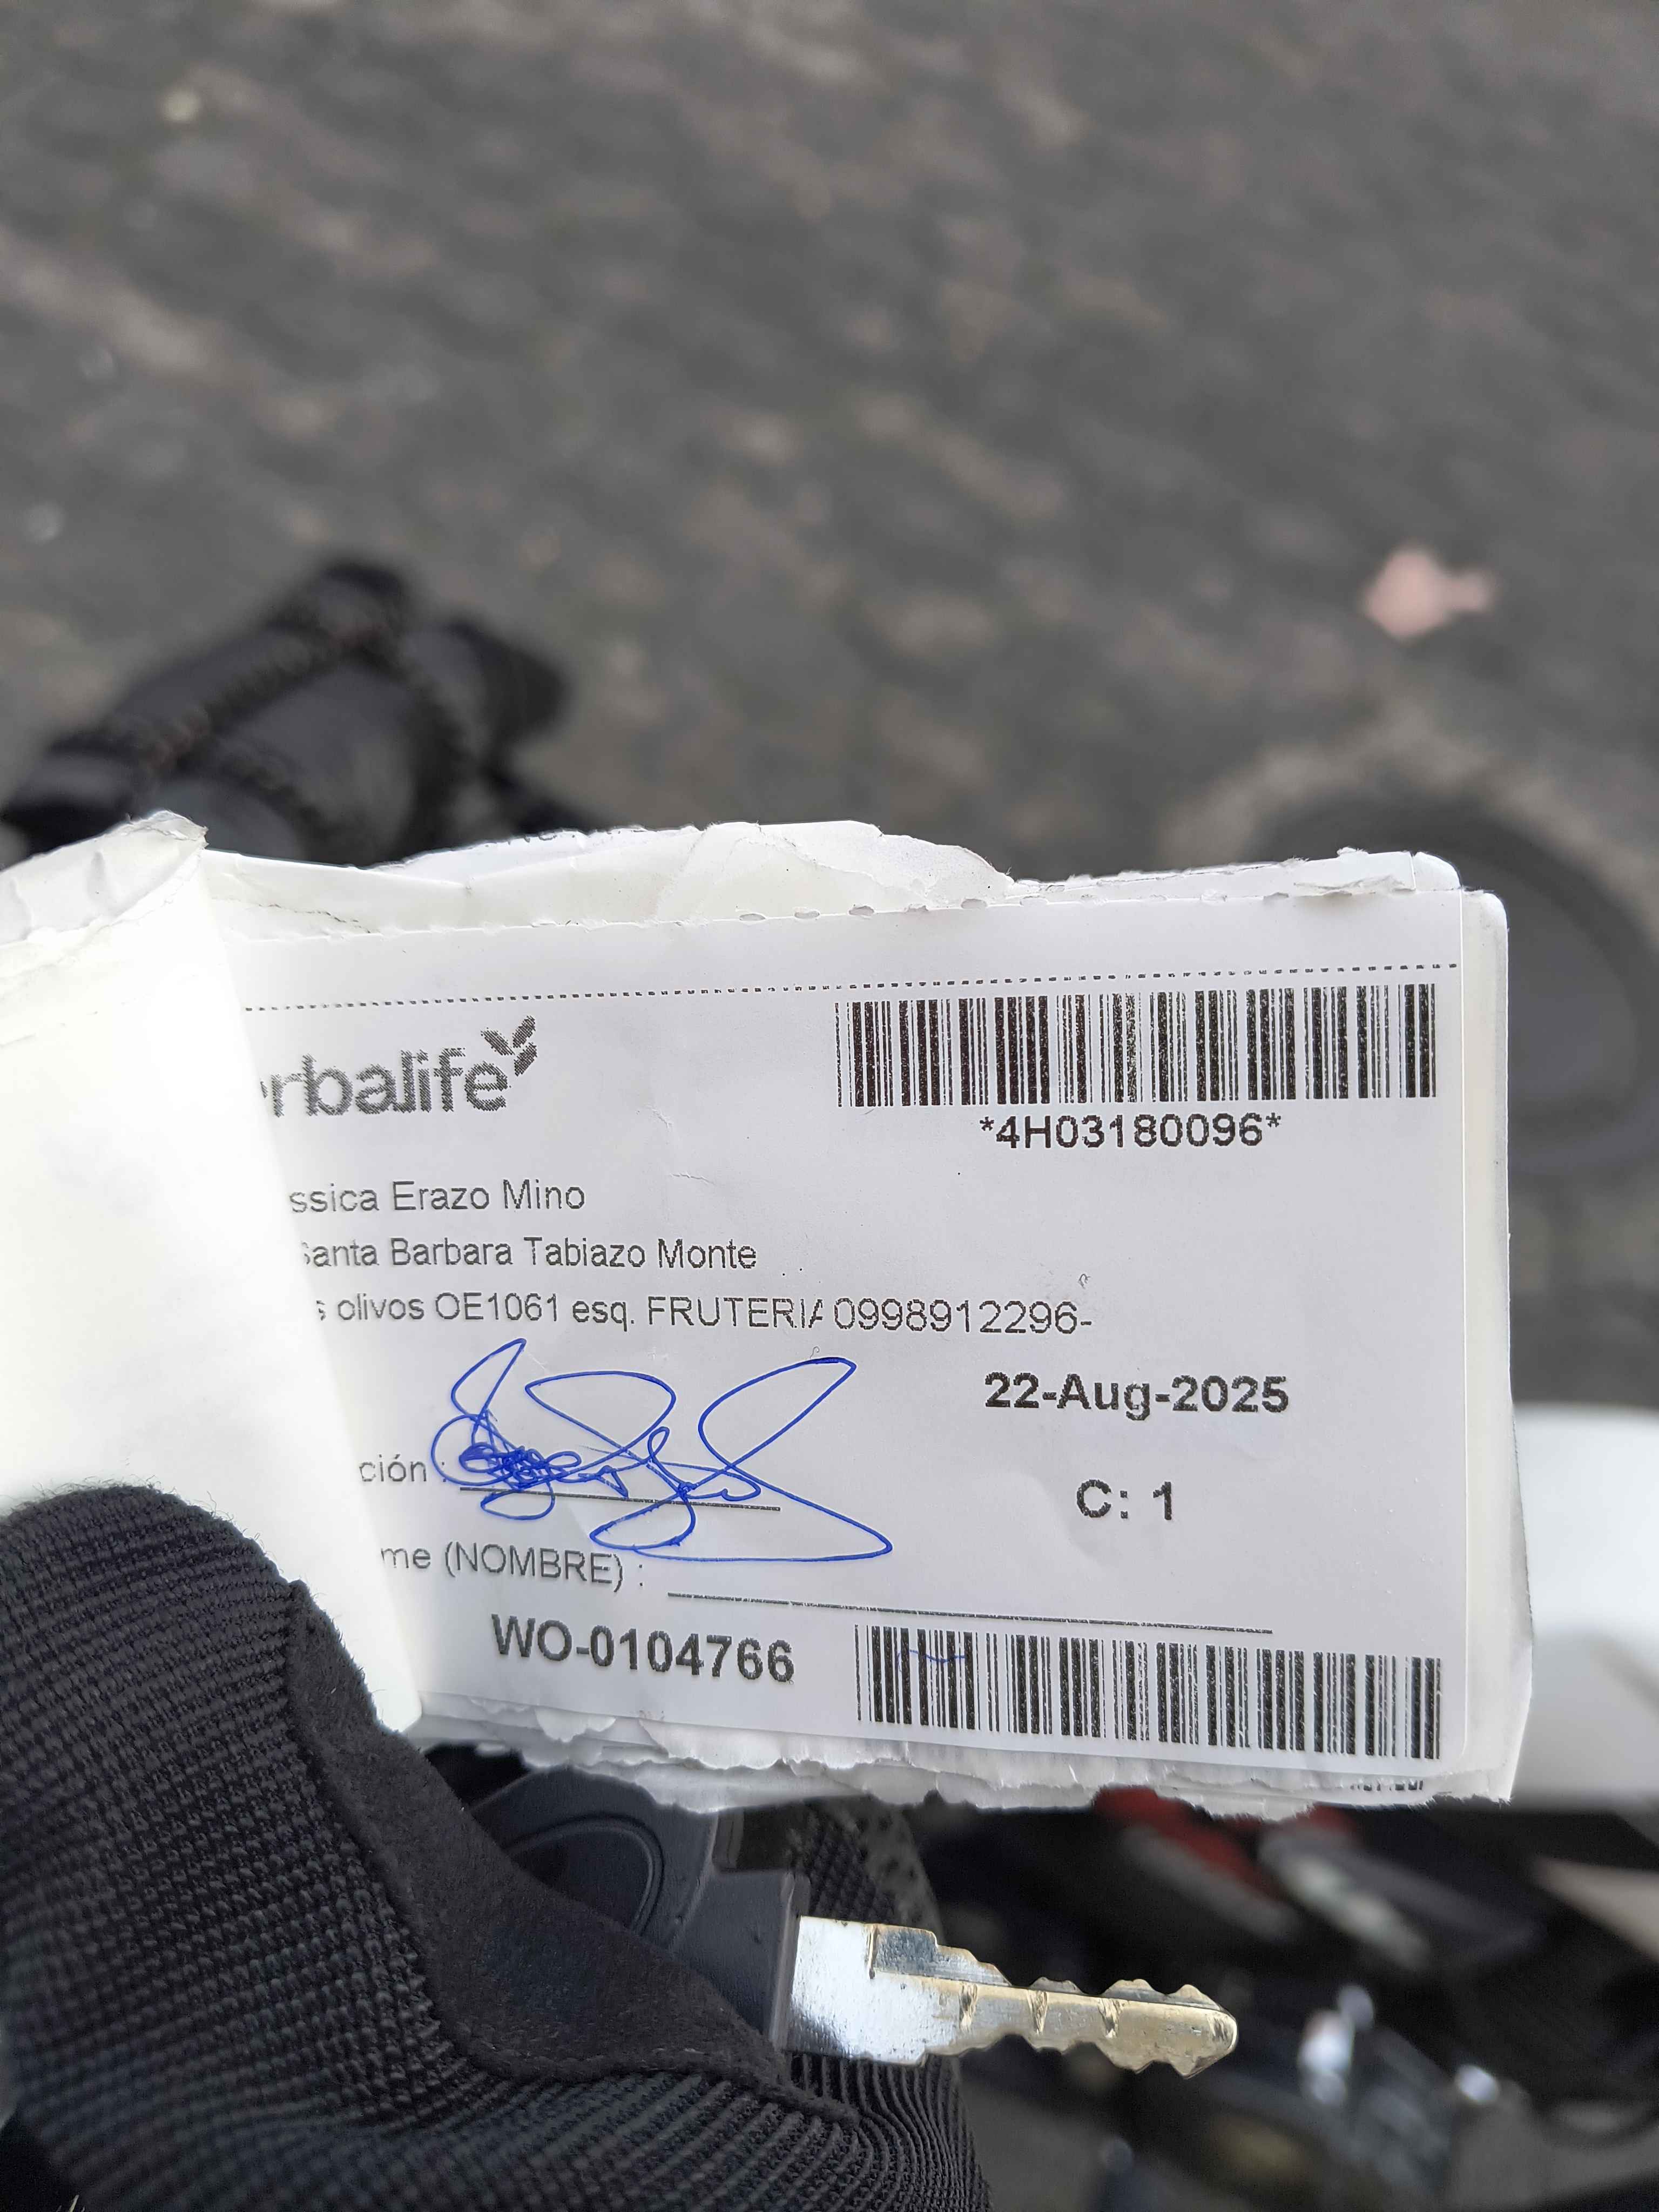 rbalife
*4H03180096*
ssica Erazo Mino
Santa Barbara Tabiazo Monte
s olivos OE1061 esq. FRUTERIA 0998912296-
22-Aug-2025
ción :
C: 1
me (NOMBRE) :
WO-0104766